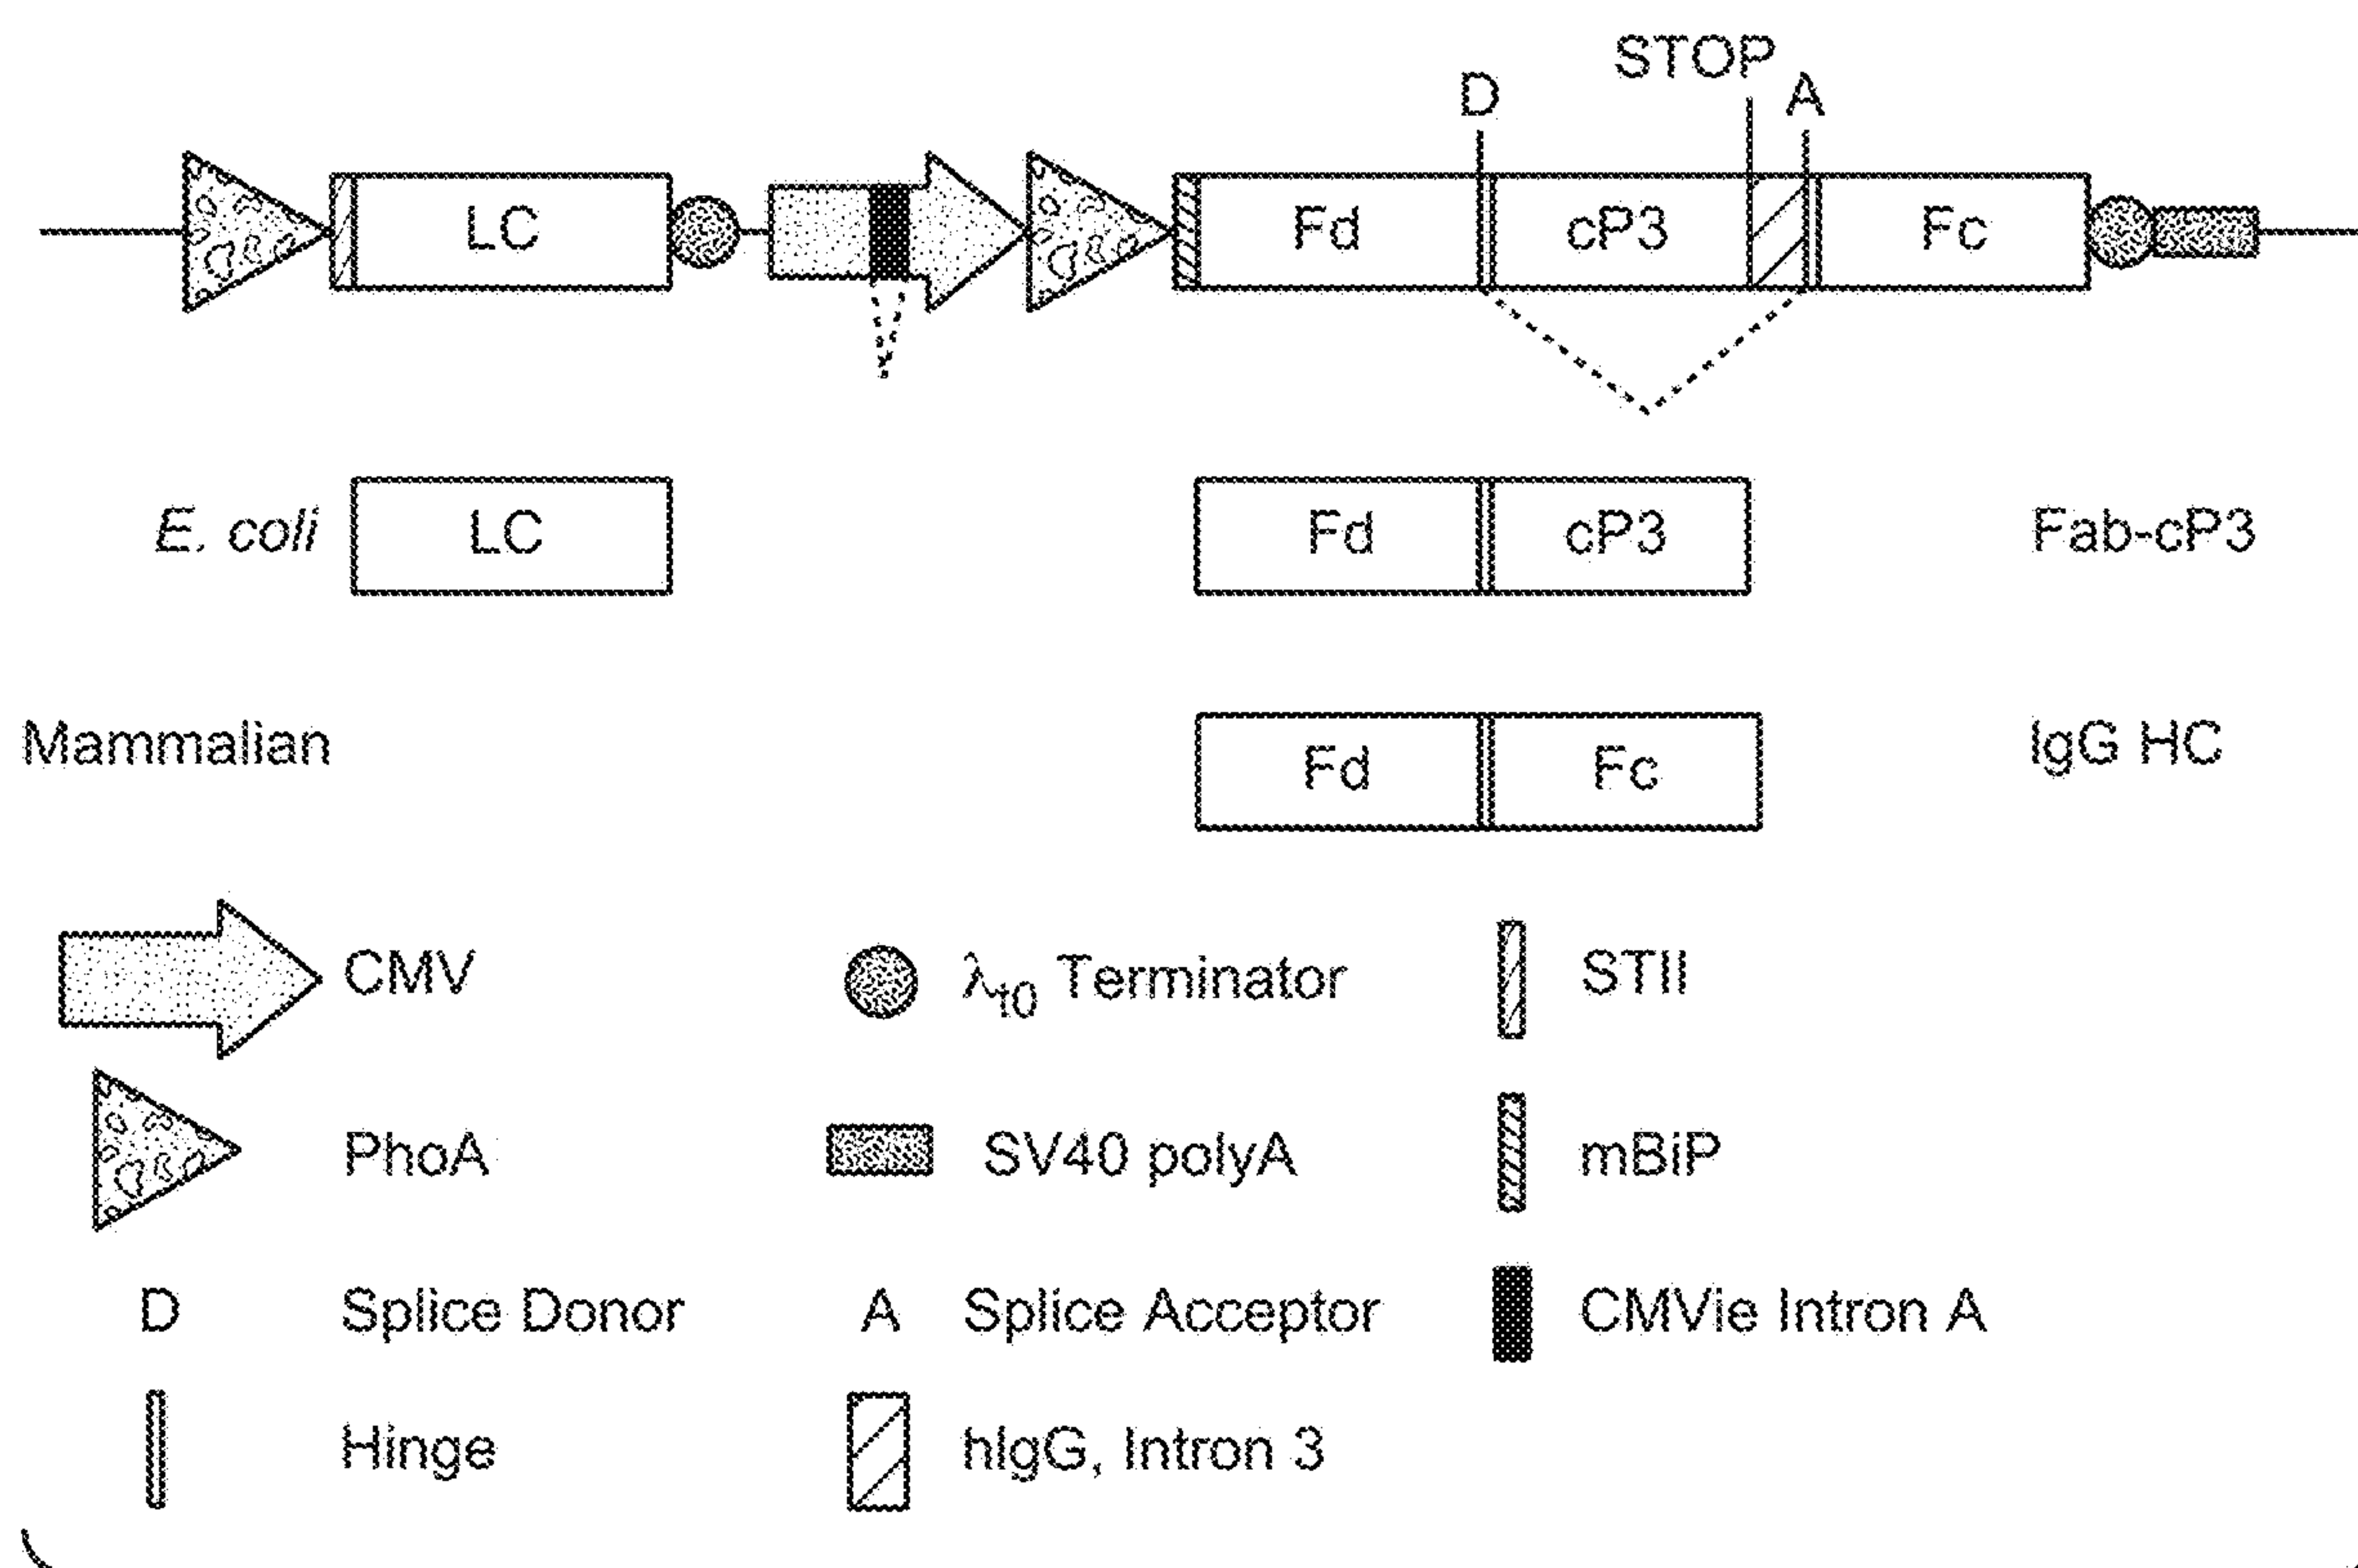 STOP
D A
LC Fd cP3 Fc
E. coli LC Fd cP3 Fab-cP3
Mammalian Fd Fc IgG HC
CMV λt0 Terminator STII
PhoA SV40 polyA mBiP
D Splice Donor A Splice Acceptor CMVie Intron A
Hinge hIgG, Intron 3